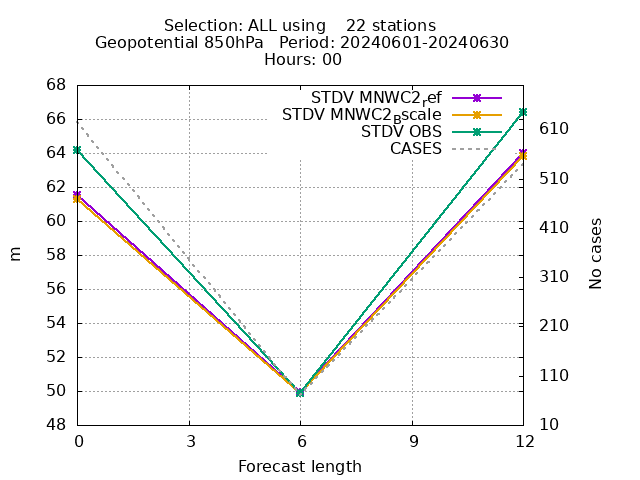 Selection: ALL using 22 stations
Geopotential 850hPa Period: 20240601-20240630
Hours: 00
STDV MNWC2ref
STDV MNWC2Bscale
STDV OBS
CASES
68
66
64
62
60
58
56
54
52
50
48
m
610
510
410
310
210
110
10
No cases
0 3 6 9 12
Forecast length